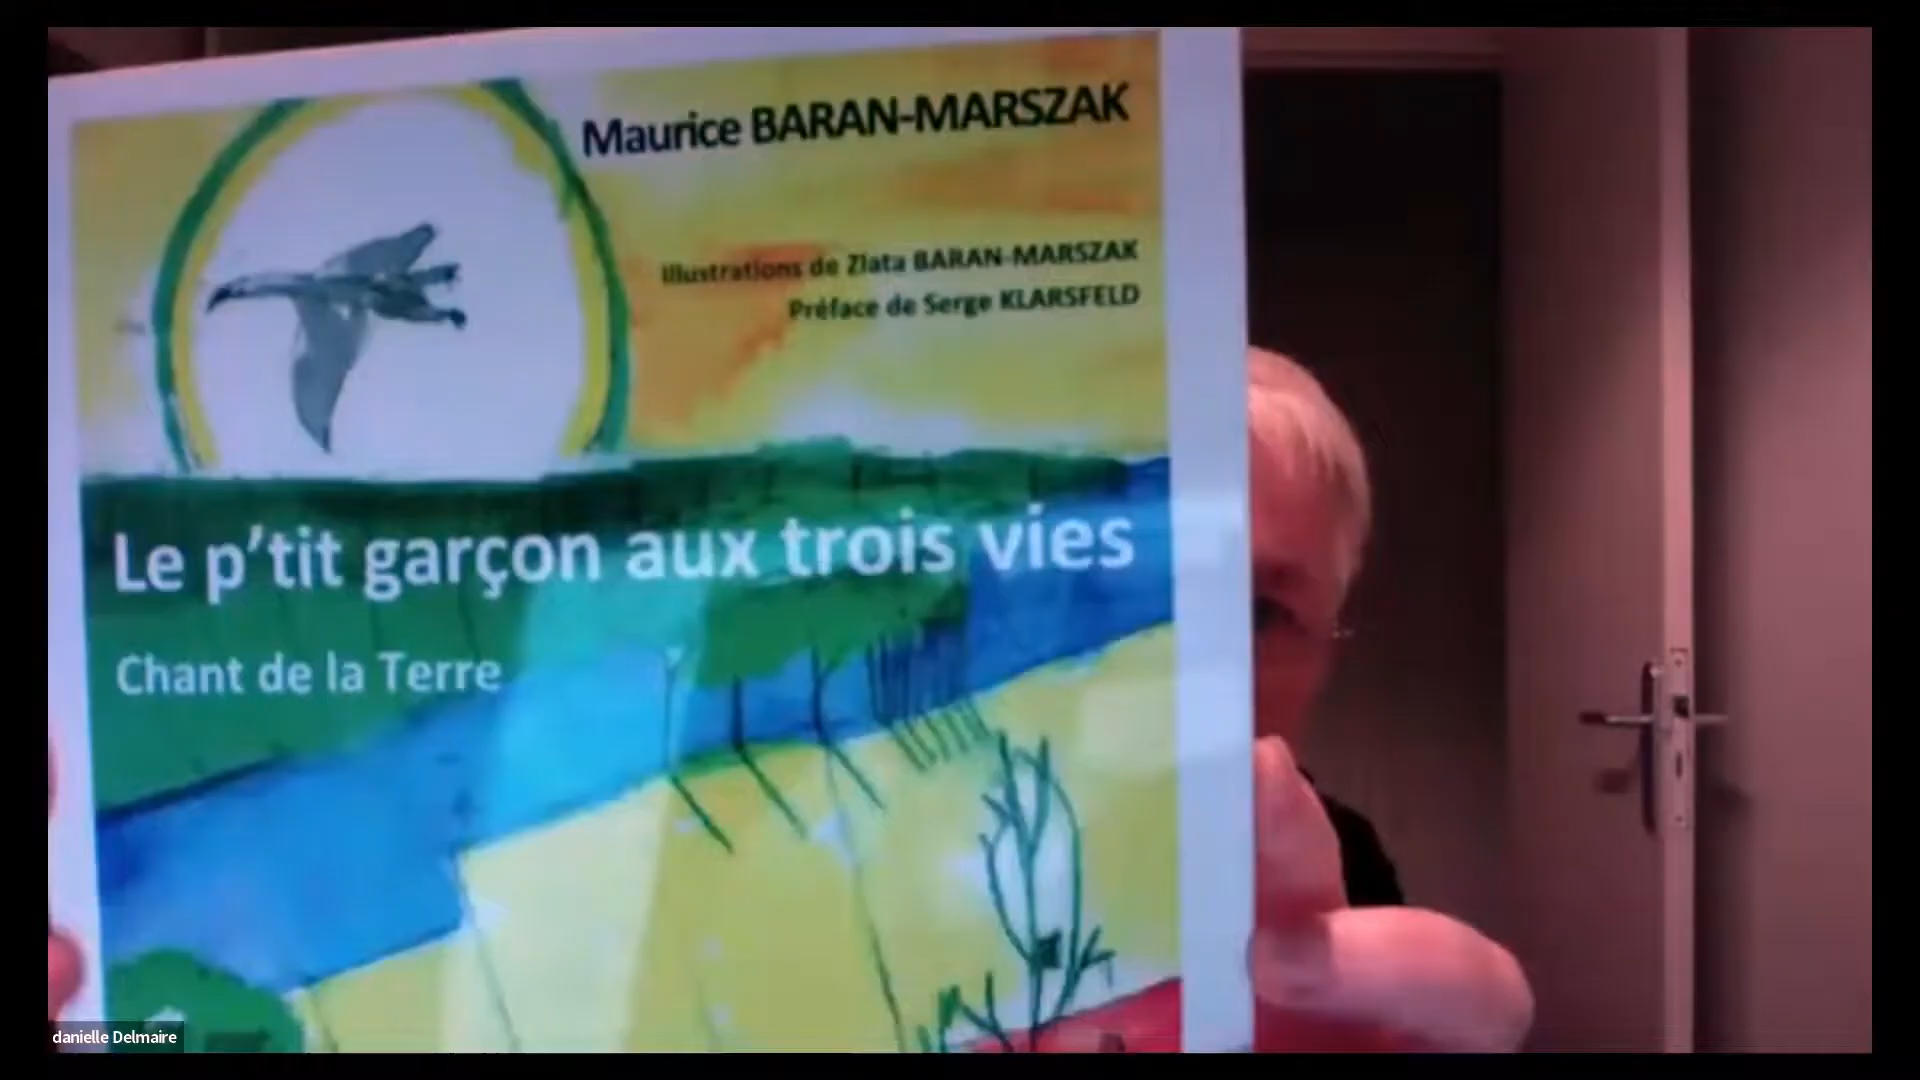 Maurice BARAN-MARSZAK
Illustrations de Zlata BARAN-MARSZAK
Préface de Serge KLARSFELD
Le p'tit garçon aux trois vies
Chant de la Terre
danielle Delmaire